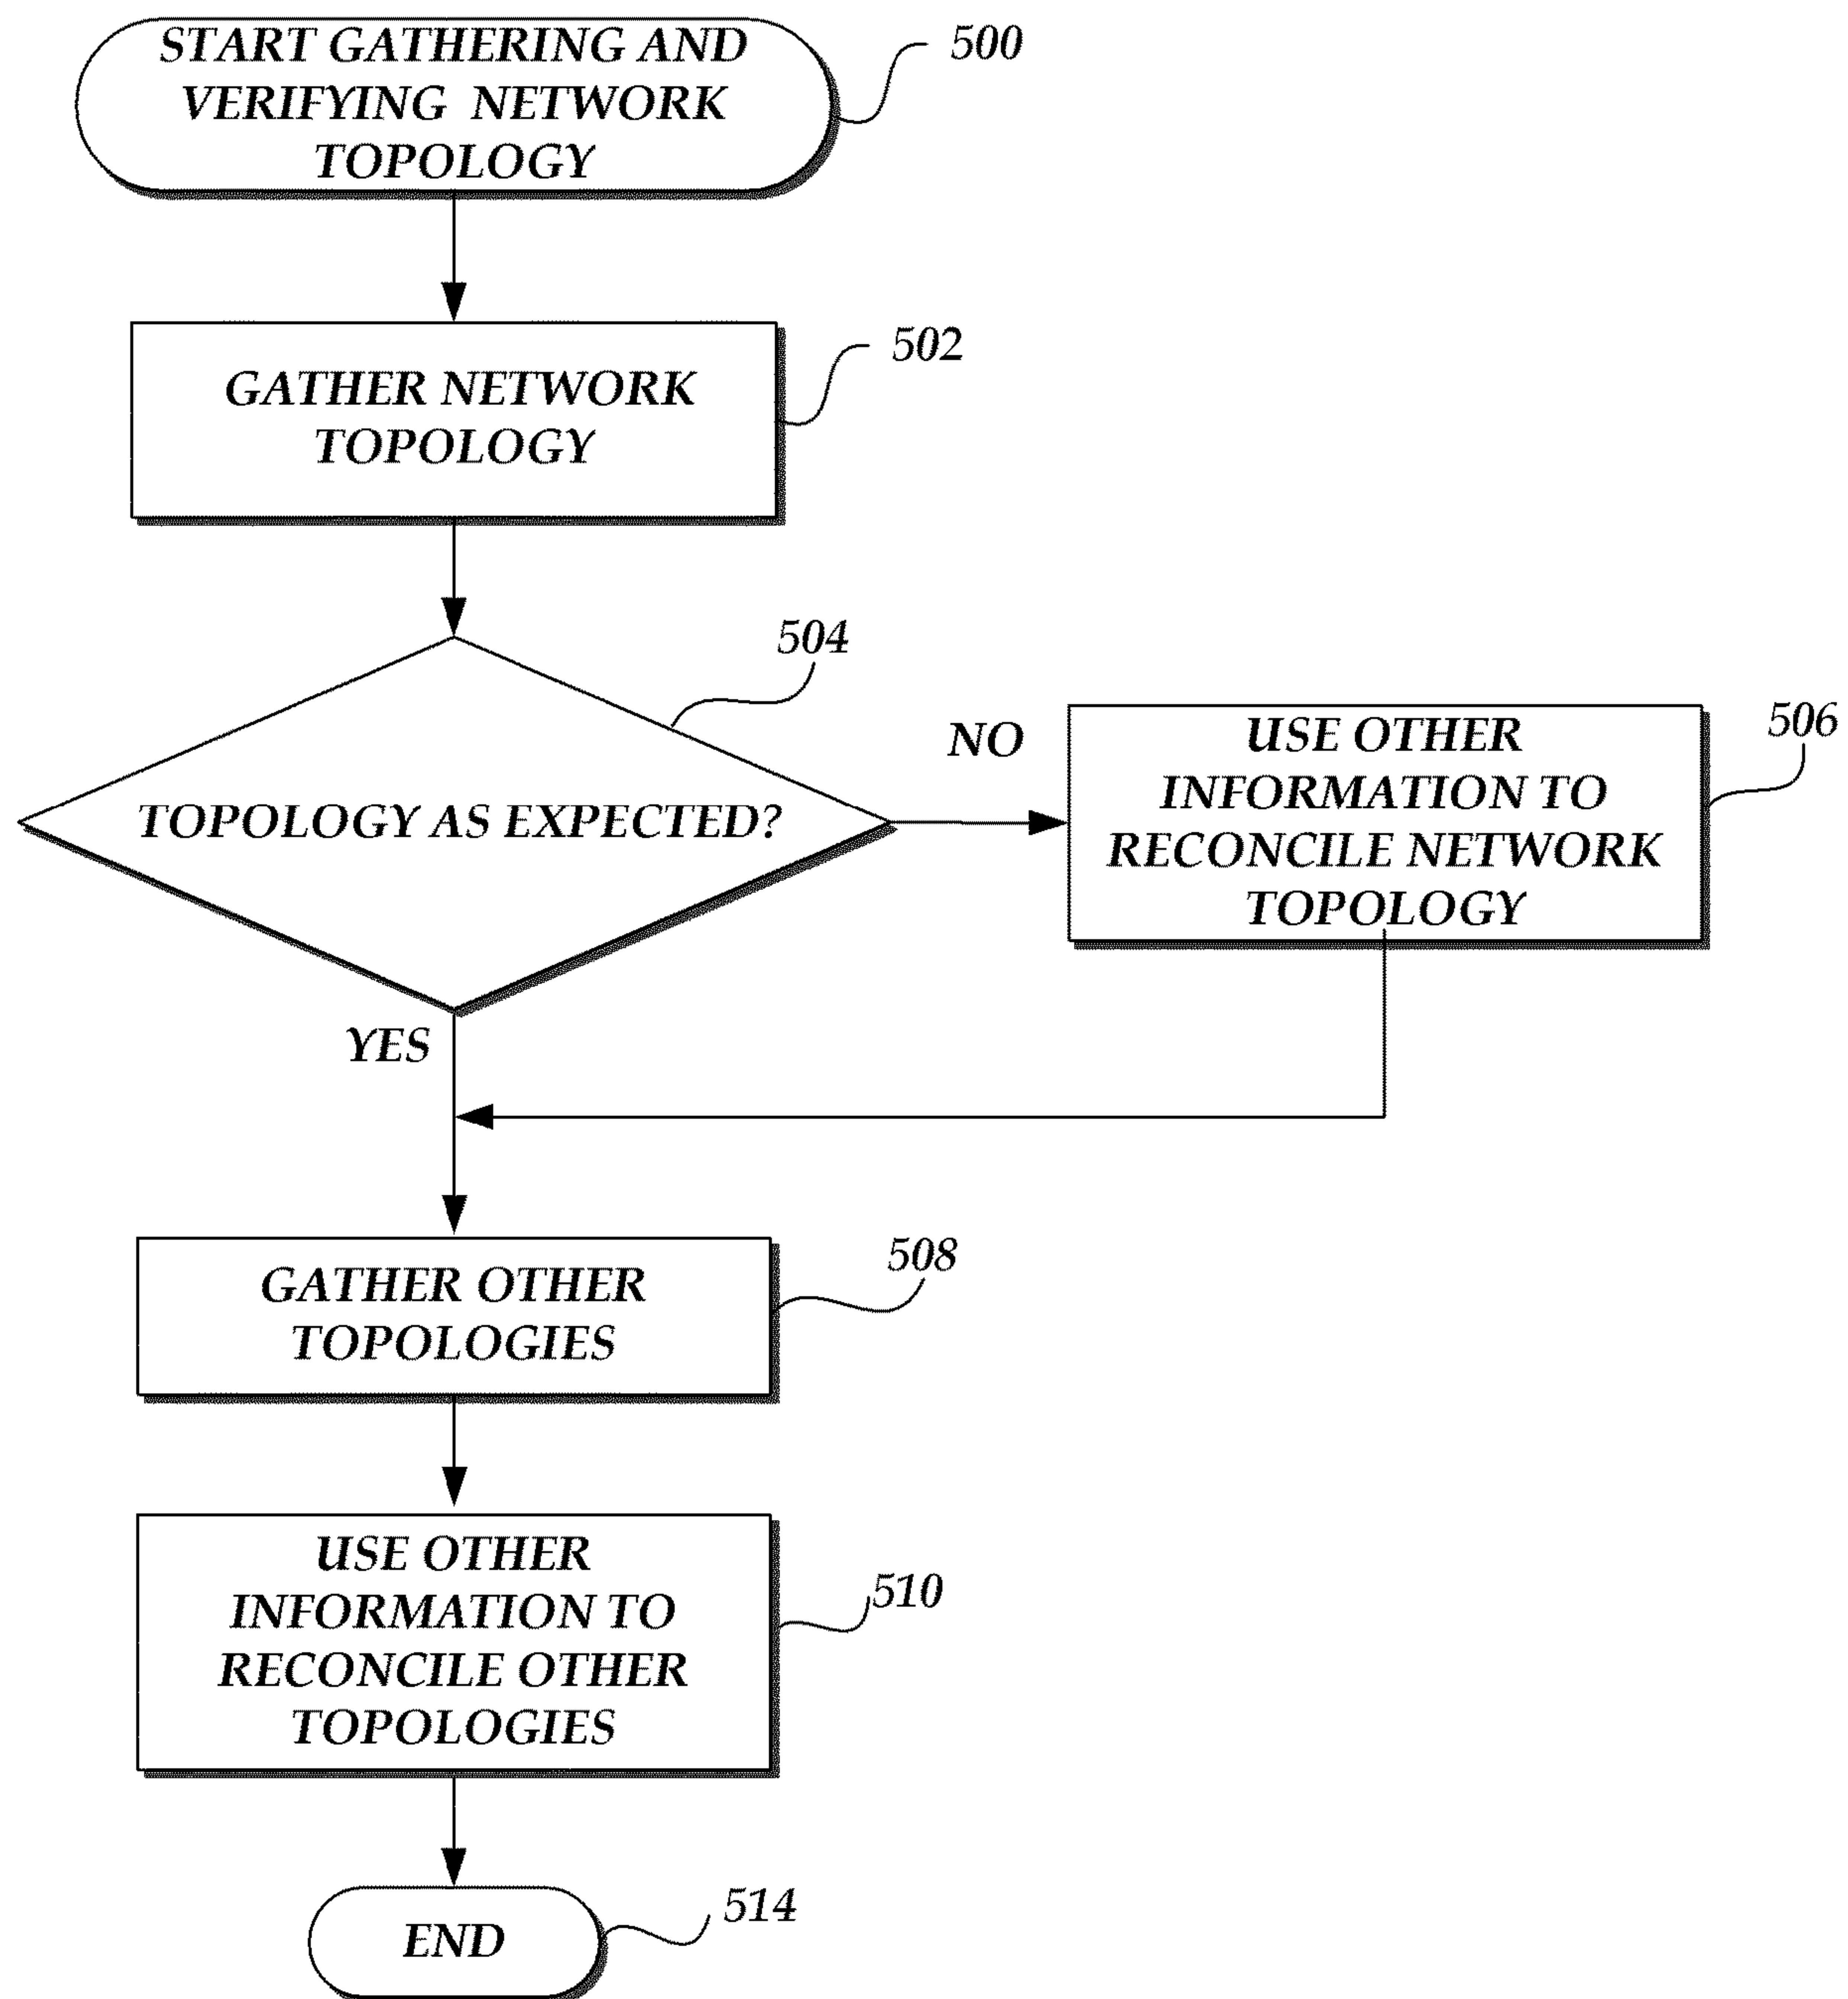 START GATHERING AND
VERIFYING NETWORK
TOPOLOGY
500
GATHER NETWORK
TOPOLOGY
502
504
TOPOLOGY AS EXPECTED?
NO
USE OTHER
INFORMATION TO
RECONCILE NETWORK
TOPOLOGY
506
YES
GATHER OTHER
TOPOLOGIES
508
USE OTHER
INFORMATION TO
RECONCILE OTHER
TOPOLOGIES
510
END
514